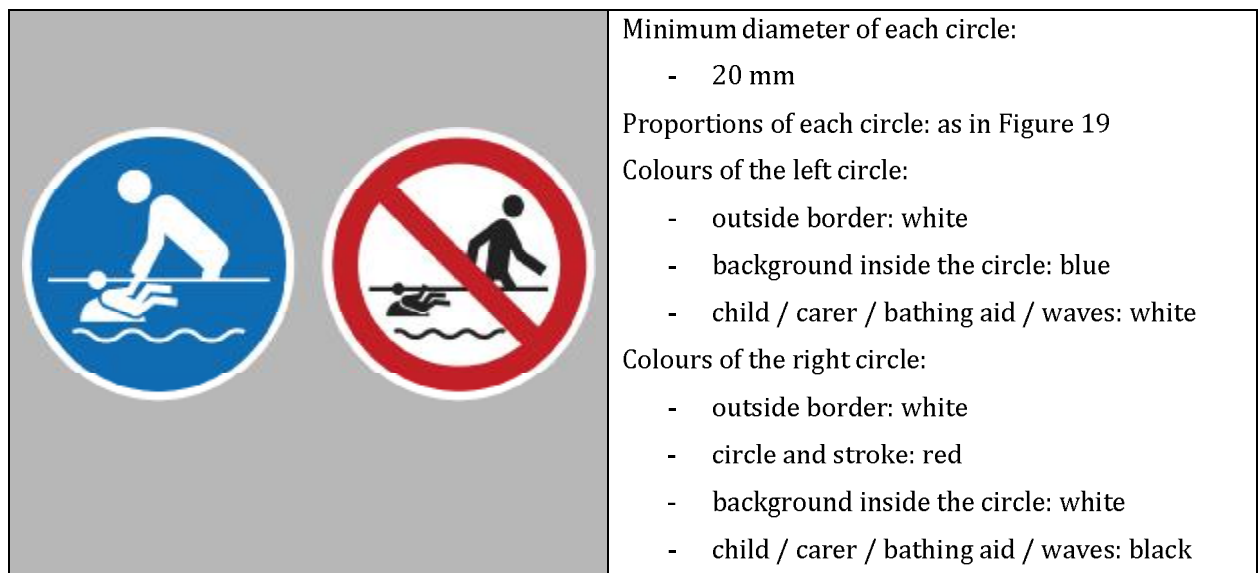 Minimum diameter of each circle:
- 20 mm
Proportions of each circle: as in Figure 19
Colours of the left circle:
- outside border: white
- background inside the circle: blue
- child / carer / bathing aid / waves: white
Colours of the right circle:
- outside border: white
- circle and stroke: red
- background inside the circle: white
- child / carer / bathing aid / waves: black